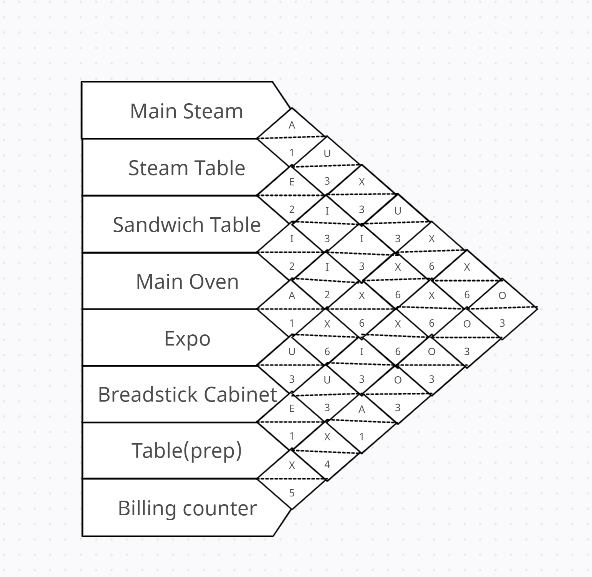 Main Steam
A
1 U
Steam Table
E 3 X
2 I 3 U
Sandwich Table
I 3 I 3 X
2 I 3 X 6 X
Main Oven
A 2 X 6 X 6 O
1 X 6 X 6 O 3
Expo
U 6 I 6 O 3
3 U 3 O 3
Breadstick Cabinet
E 3 A 3
1 X 1
Table(prep)
X 4
5
Billing counter